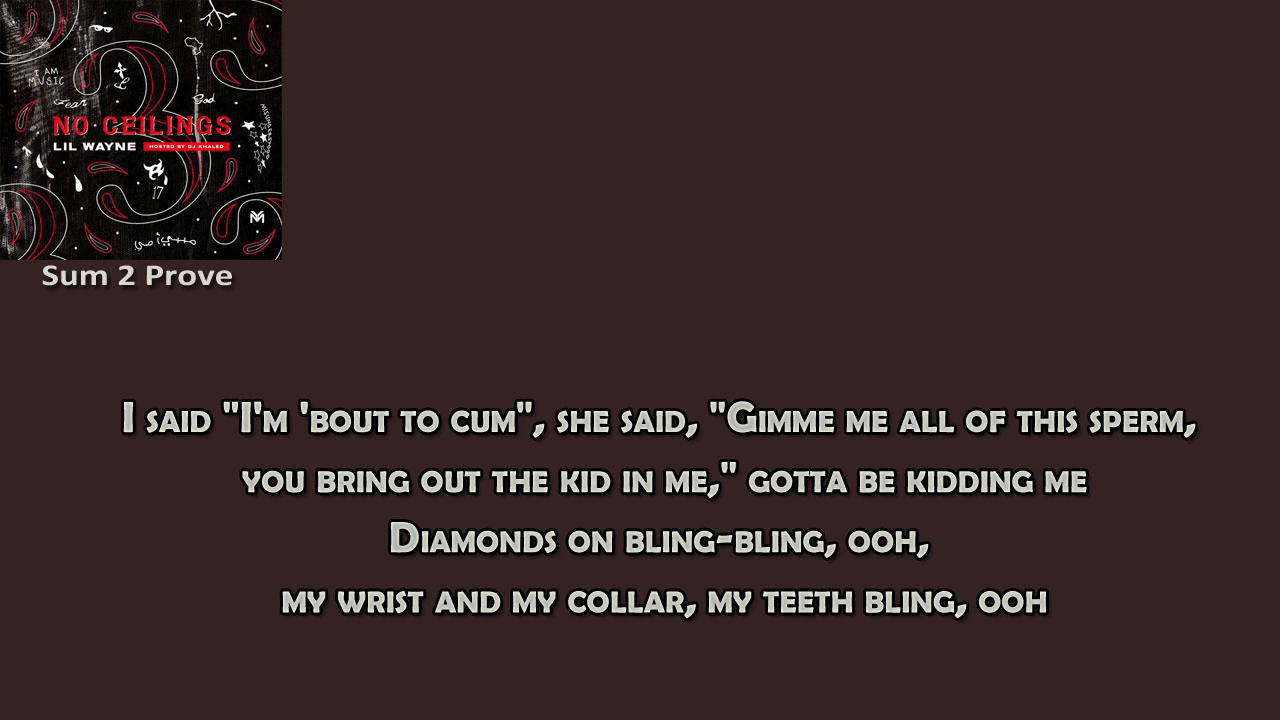 I AM
MUSIC
Fear
God
MISUNDERSTOOD
NO CEILINGS
LIL WAYNE HOSTED BY DJ KHALED
17
Sum 2 Prove
I SAID "I'M 'BOUT TO CUM", SHE SAID, "GIMME ME ALL OF THIS SPERM,
YOU BRING OUT THE KID IN ME," GOTTA BE KIDDING ME
DIAMONDS ON BLING-BLING, OOH,
MY WRIST AND MY COLLAR, MY TEETH BLING, OOH